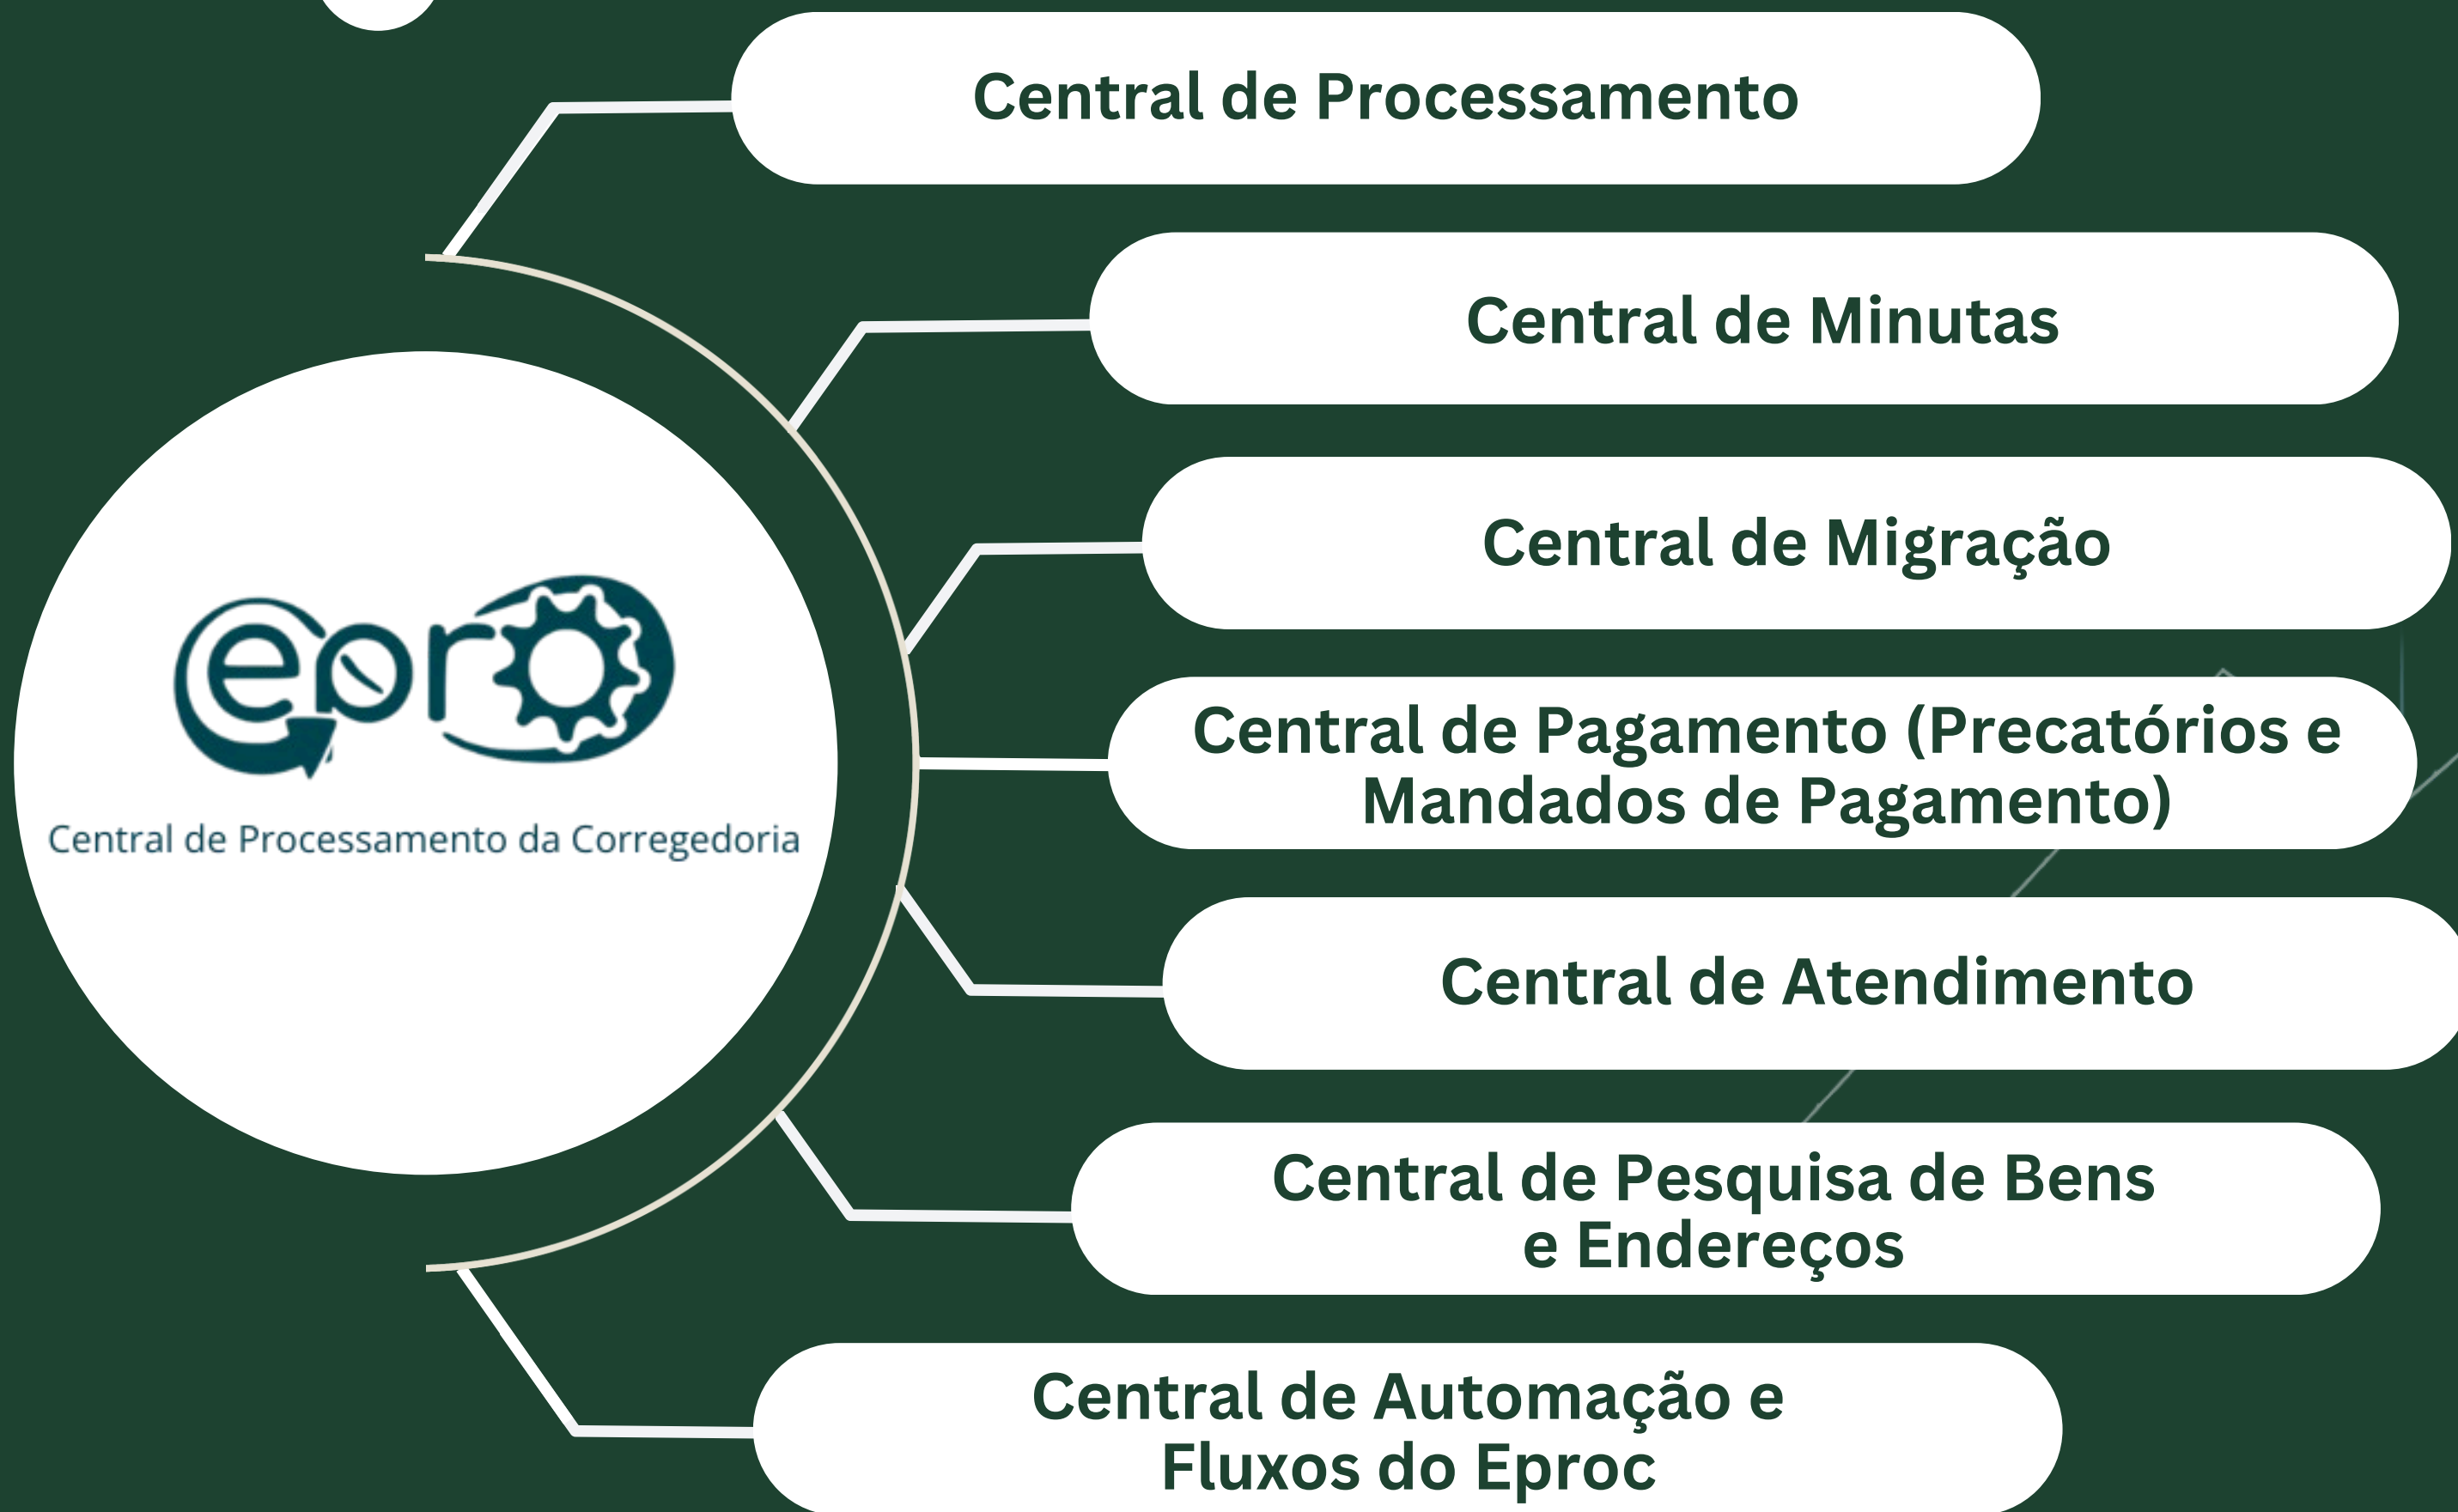 Central de Processamento
Central de Minutas
Central de Migração
epro
Central de Processamento da Corregedoria
Central de Pagamento (Precatórios e
Mandados de Pagamento)
Central de Atendimento
Central de Pesquisa de Bens
e Endereços
Central de Automação e
Fluxos do Eproc